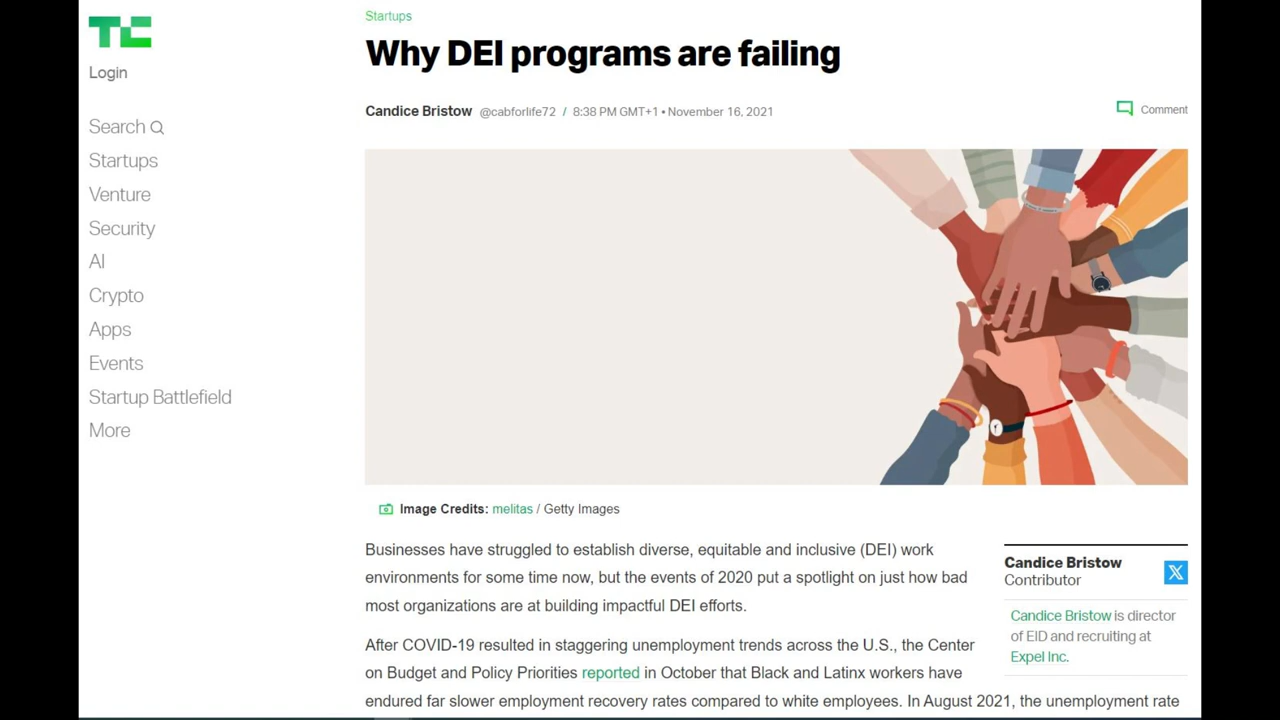 TC
Login
Search
Startups
Venture
Security
AI
Crypto
Apps
Events
Startup Battlefield
More
Startups
Why DEI programs are failing
Candice Bristow @cabforlife72 / 8:38 PM GMT+1 • November 16, 2021
Comment
Image Credits: melitas / Getty Images
Businesses have struggled to establish diverse, equitable and inclusive (DEI) work
environments for some time now, but the events of 2020 put a spotlight on just how bad
most organizations are at building impactful DEI efforts.
After COVID-19 resulted in staggering unemployment trends across the U.S., the Center
on Budget and Policy Priorities reported in October that Black and Latinx workers have
endured far slower employment recovery rates compared to white employees. In August 2021, the unemployment rate
Candice Bristow
Contributor
X
Candice Bristow is director
of EID and recruiting at
Expel Inc.